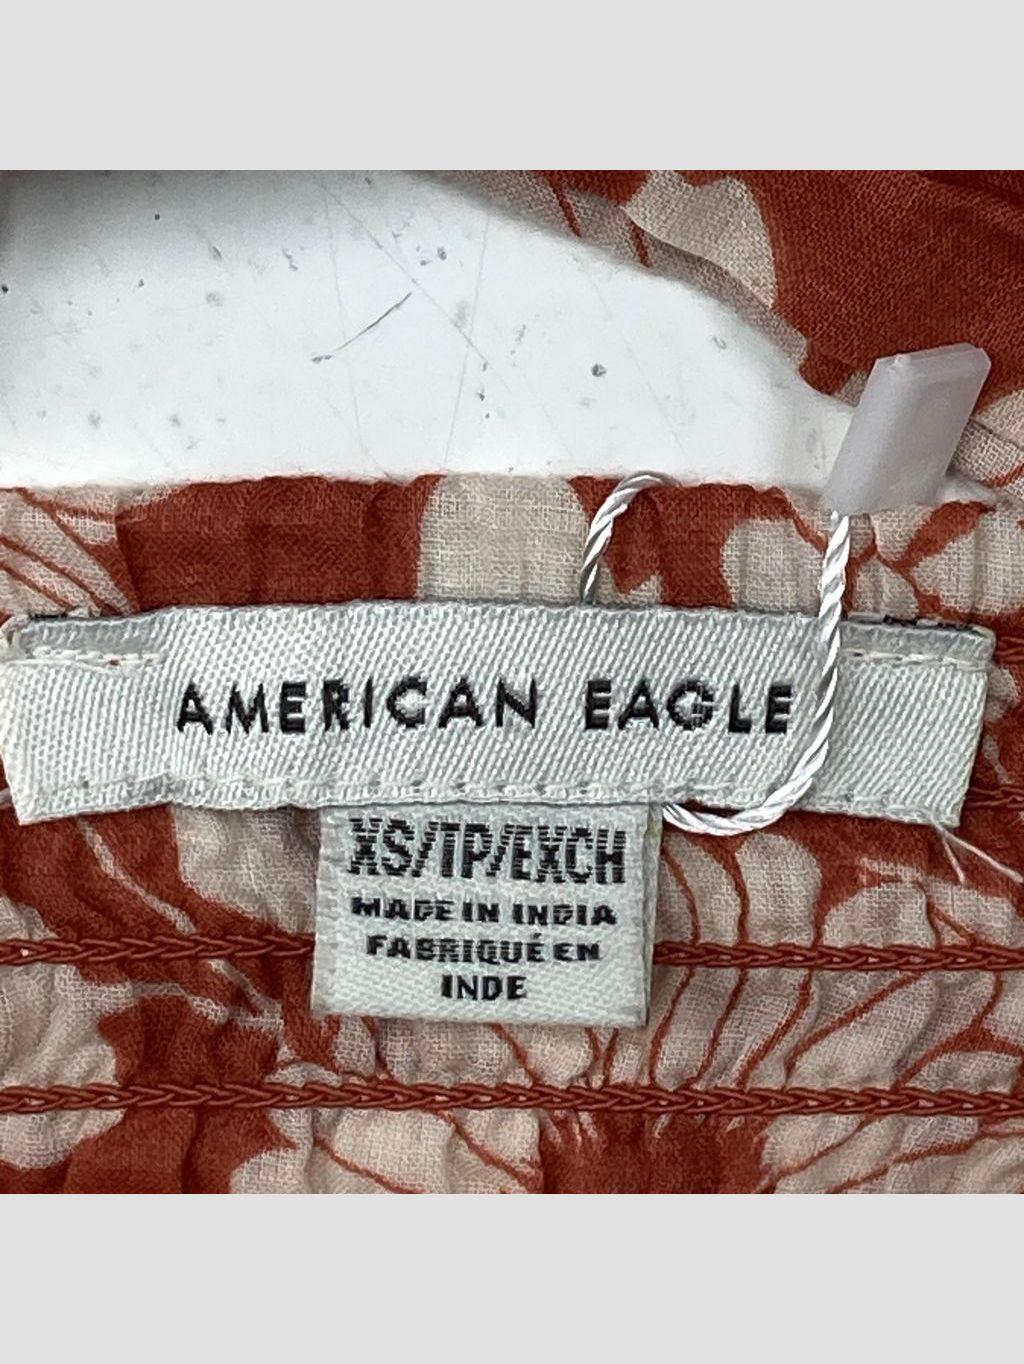 AMERICAN EAGLE
XS/TP/EXCH
MADE IN INDIA
FABRIQUÉ EN
INDE